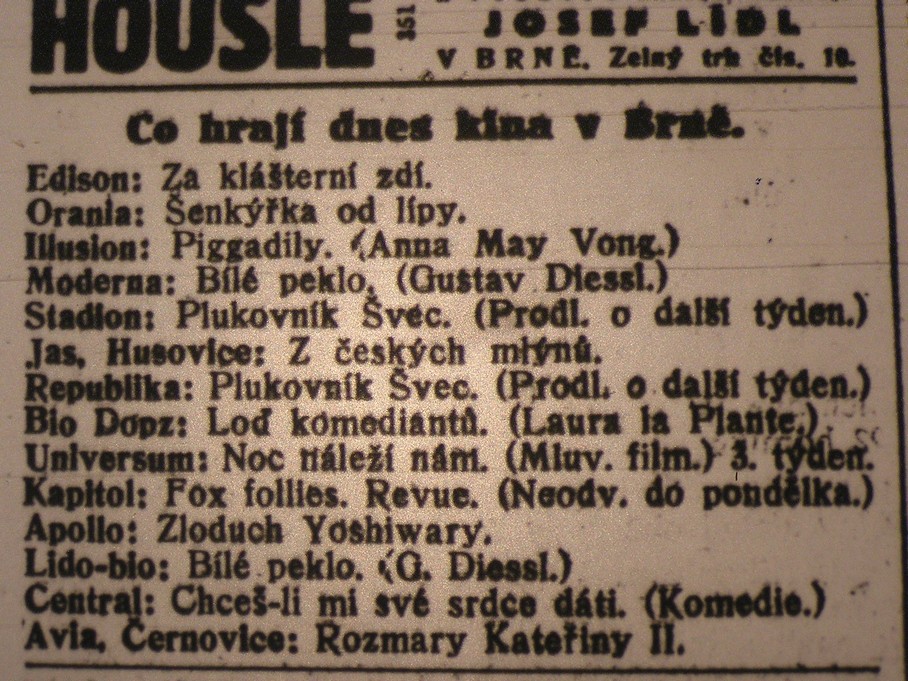 HOUSLE
351
JOSEF LÍDL
V BRNĚ. Zelný trh čís. 10.
Co hrají dnes kina v Brně.
Edison: Za klášterní zdí.
Orania: Šenkýřka od lípy.
Illusion: Piggadily. (Anna May Vong.)
Moderna: Bílé peklo. (Gustav Diessl.)
Stadion: Plukovník Švec. (Prodl. o další týden.)
Jas, Husovice: Z českých mlýnů.
Republika: Plukovník Švec. (Prodl. o další týden.)
Bio Dopz: Loď komediantů. (Laura la Plante.)
Universum: Noc náleží nám. (Mluv. film.) 3. týden.
Kapitol: Fox follies. Revue. (Neodv. do pondělka.)
Apollo: Zloduch Yoshiwary.
Lido-bio: Bílé peklo. (G. Diessl.)
Central: Chceš-li mi své srdce dáti. (Komedie.)
Avia, Černovice: Rozmary Kateřiny II.